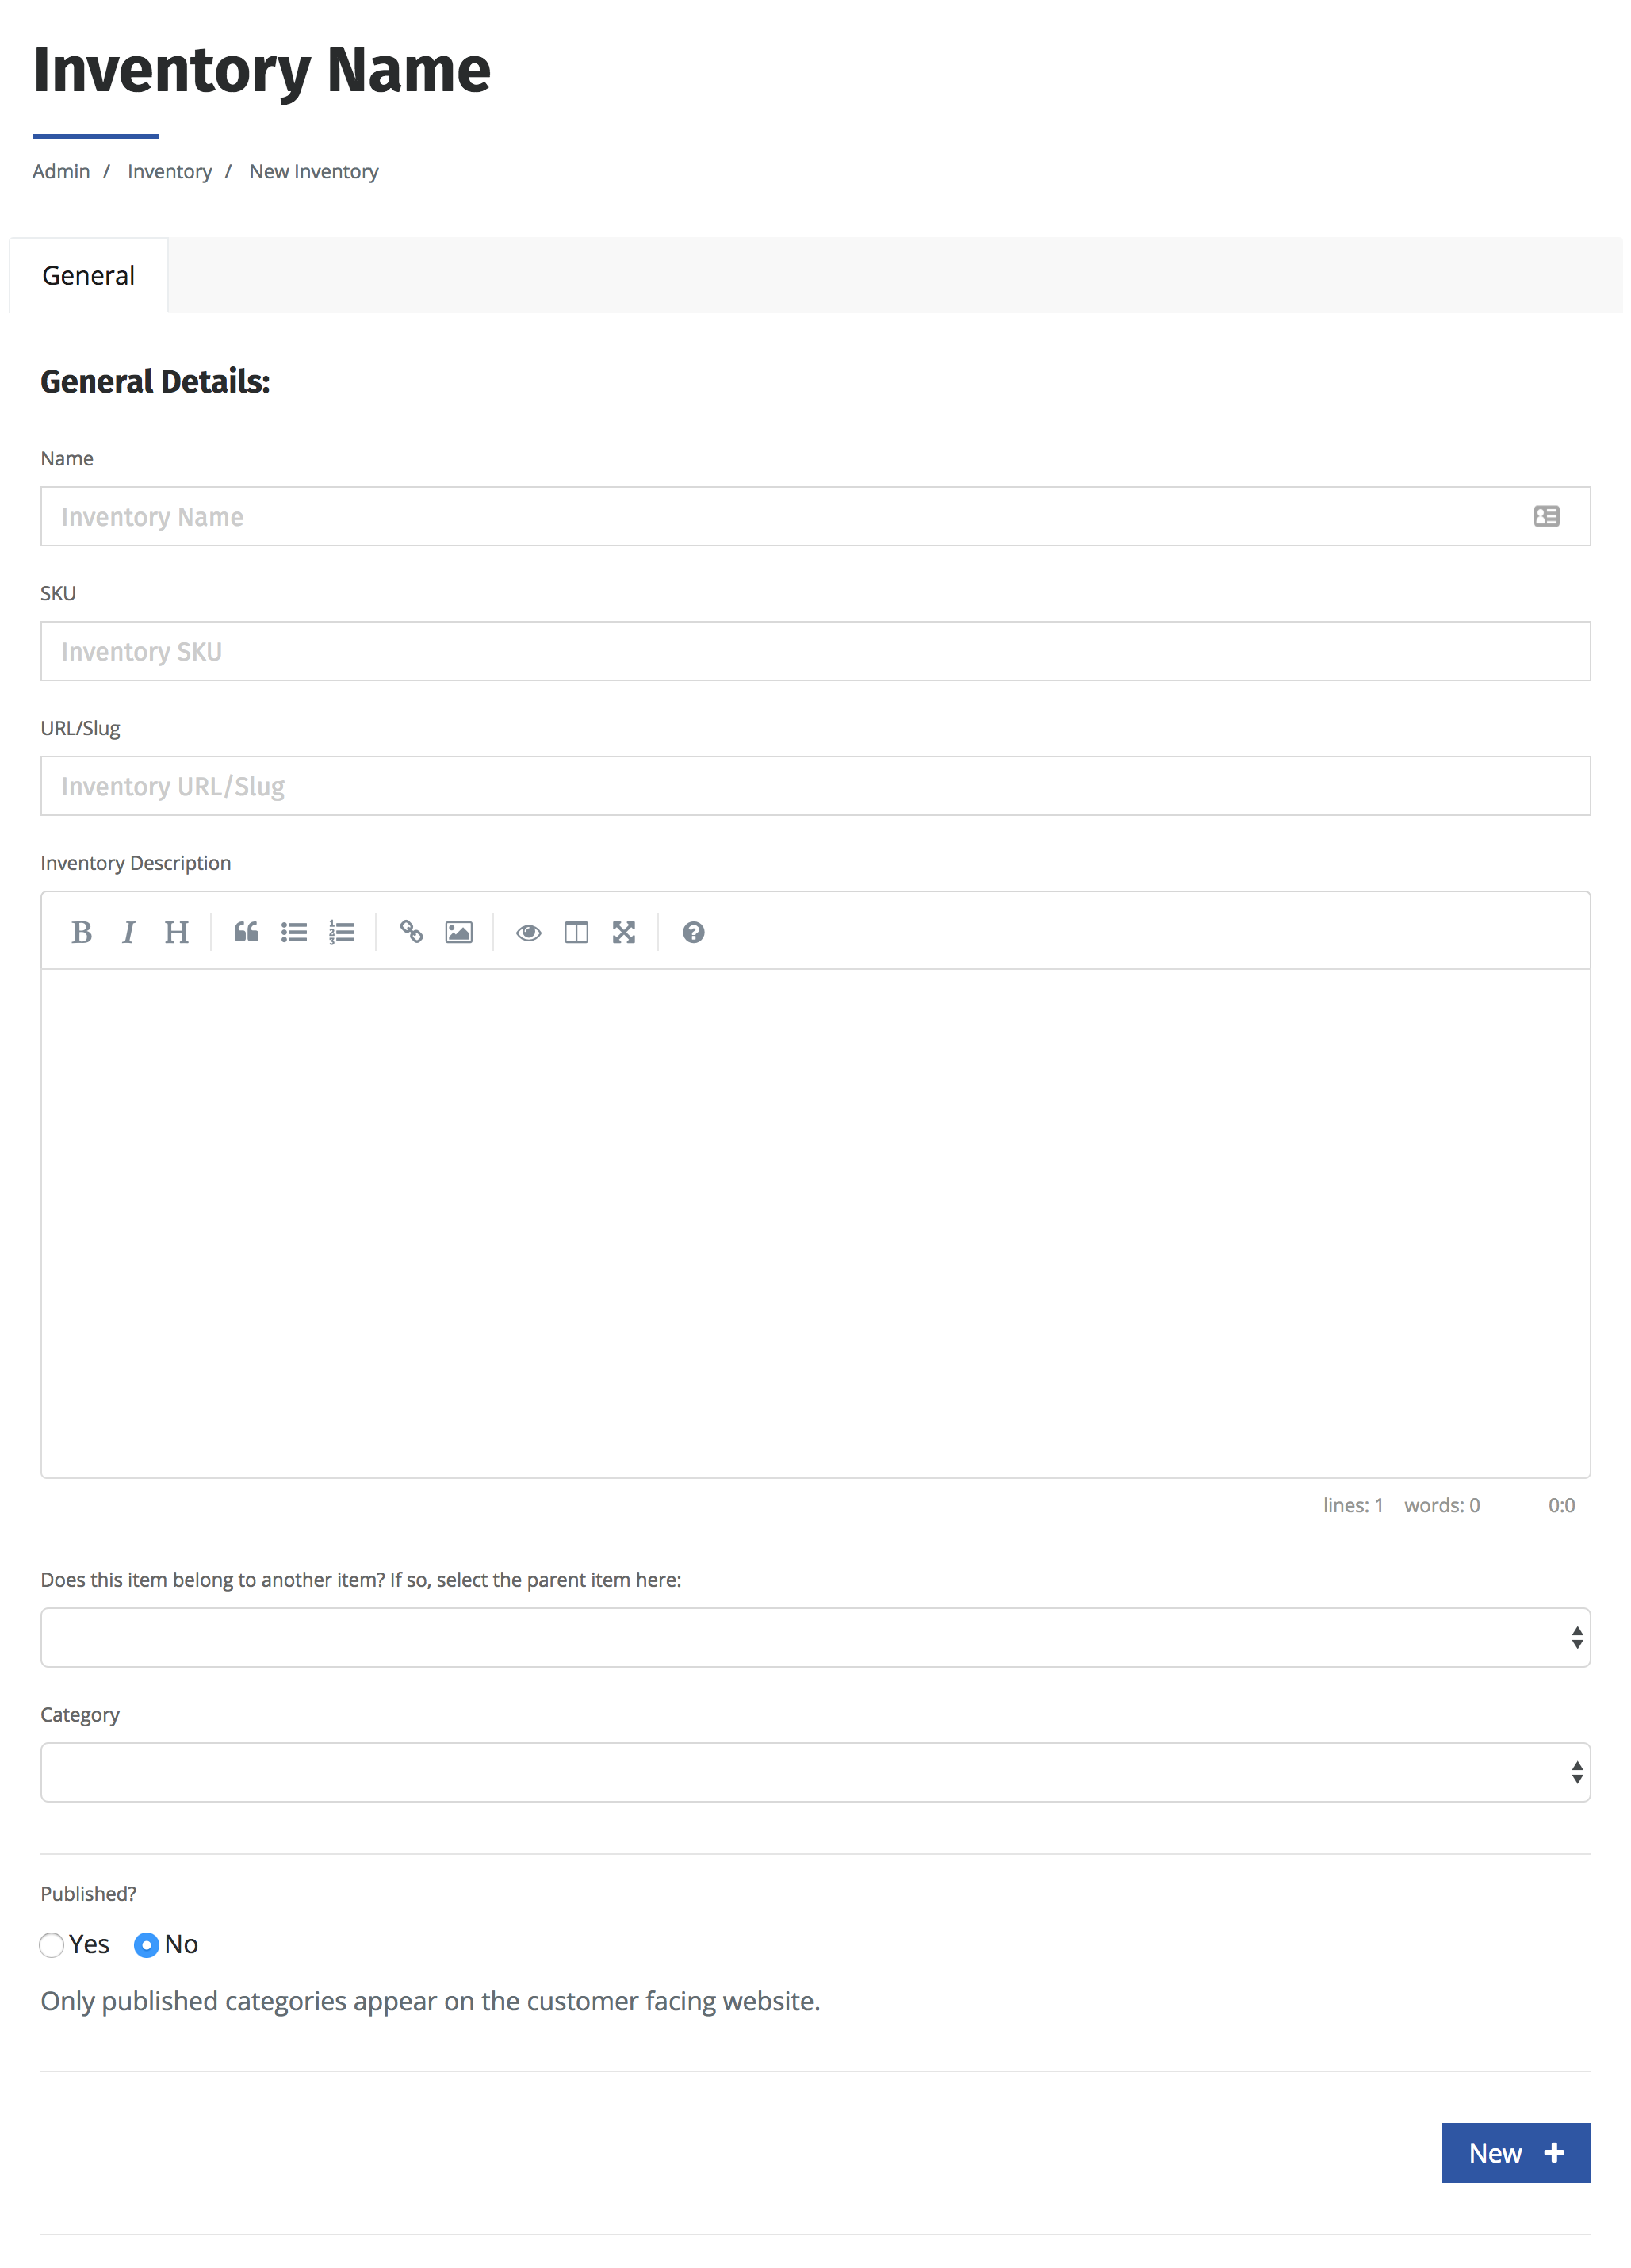 Inventory Name
Admin / Inventory / New Inventory
General
General Details:
Name
Inventory Name
SKU
Inventory SKU
URL/Slug
Inventory URL/Slug
Inventory Description
B I H
lines: 1 words: 0 0:0
Does this item belong to another item? If so, select the parent item here:
Category
Published?
Yes No
Only published categories appear on the customer facing website.
New